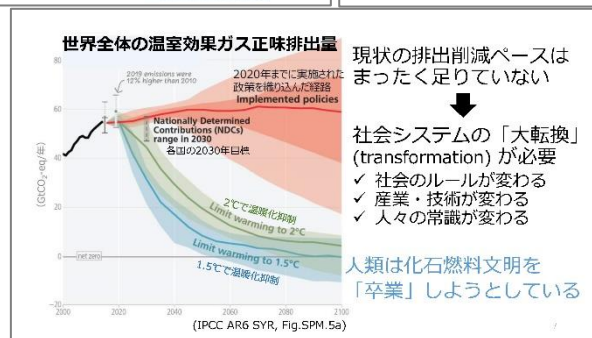 世界全体の温室効果ガス正味排出量
80
60
40
20
0
−20
(GtCO₂-eq/年)
2019 emissions were
12% higher than 2010
2020年までに実施された
政策を織り込んだ経路
Implemented policies
Nationally Determined
Contributions (NDCs)
range in 2030
各国の2030年目標
2℃で温暖化抑制
Limit warming to 2°C
Limit warming to 1.5°C
1.5℃で温暖化抑制
net zero
2000 2020 2040 2060 2080 2100
(IPCC AR6 SYR, Fig.SPM.5a)
現状の排出削減ペースは
まったく足りていない
社会システムの「大転換」
(transformation) が必要
✓ 社会のルールが変わる
✓ 産業・技術が変わる
✓ 人々の常識が変わる
人類は化石燃料文明を
「卒業」しようとしている